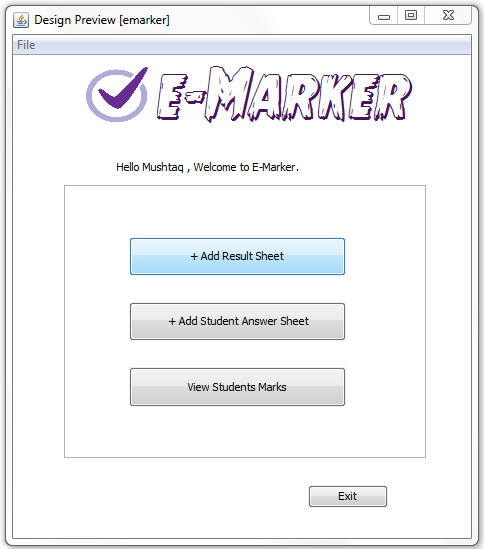 Design Preview [emarker]
File
E-Marker
Hello Mushtaq , Welcome to E-Marker.
+ Add Result Sheet
+ Add Student Answer Sheet
View Students Marks
Exit